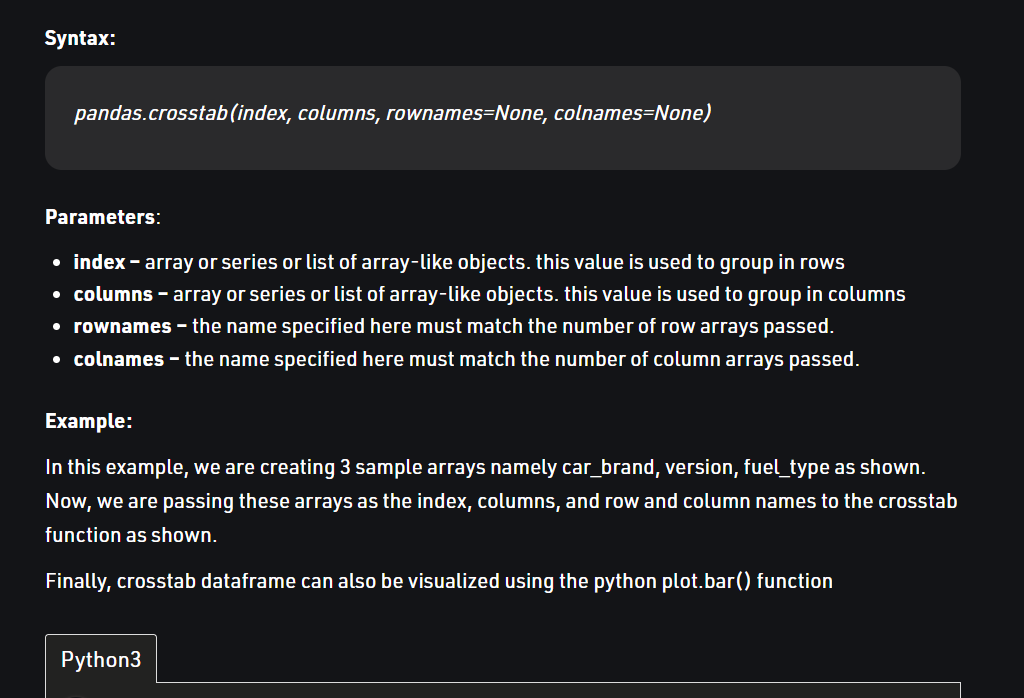 Syntax:
pandas.crosstab(index, columns, rownames=None, colnames=None)
Parameters:
• index – array or series or list of array-like objects. this value is used to group in rows
• columns – array or series or list of array-like objects. this value is used to group in columns
• rownames – the name specified here must match the number of row arrays passed.
• colnames – the name specified here must match the number of column arrays passed.
Example:
In this example, we are creating 3 sample arrays namely car_brand, version, fuel_type as shown.
Now, we are passing these arrays as the index, columns, and row and column names to the crosstab
function as shown.
Finally, crosstab dataframe can also be visualized using the python plot.bar() function
Python3